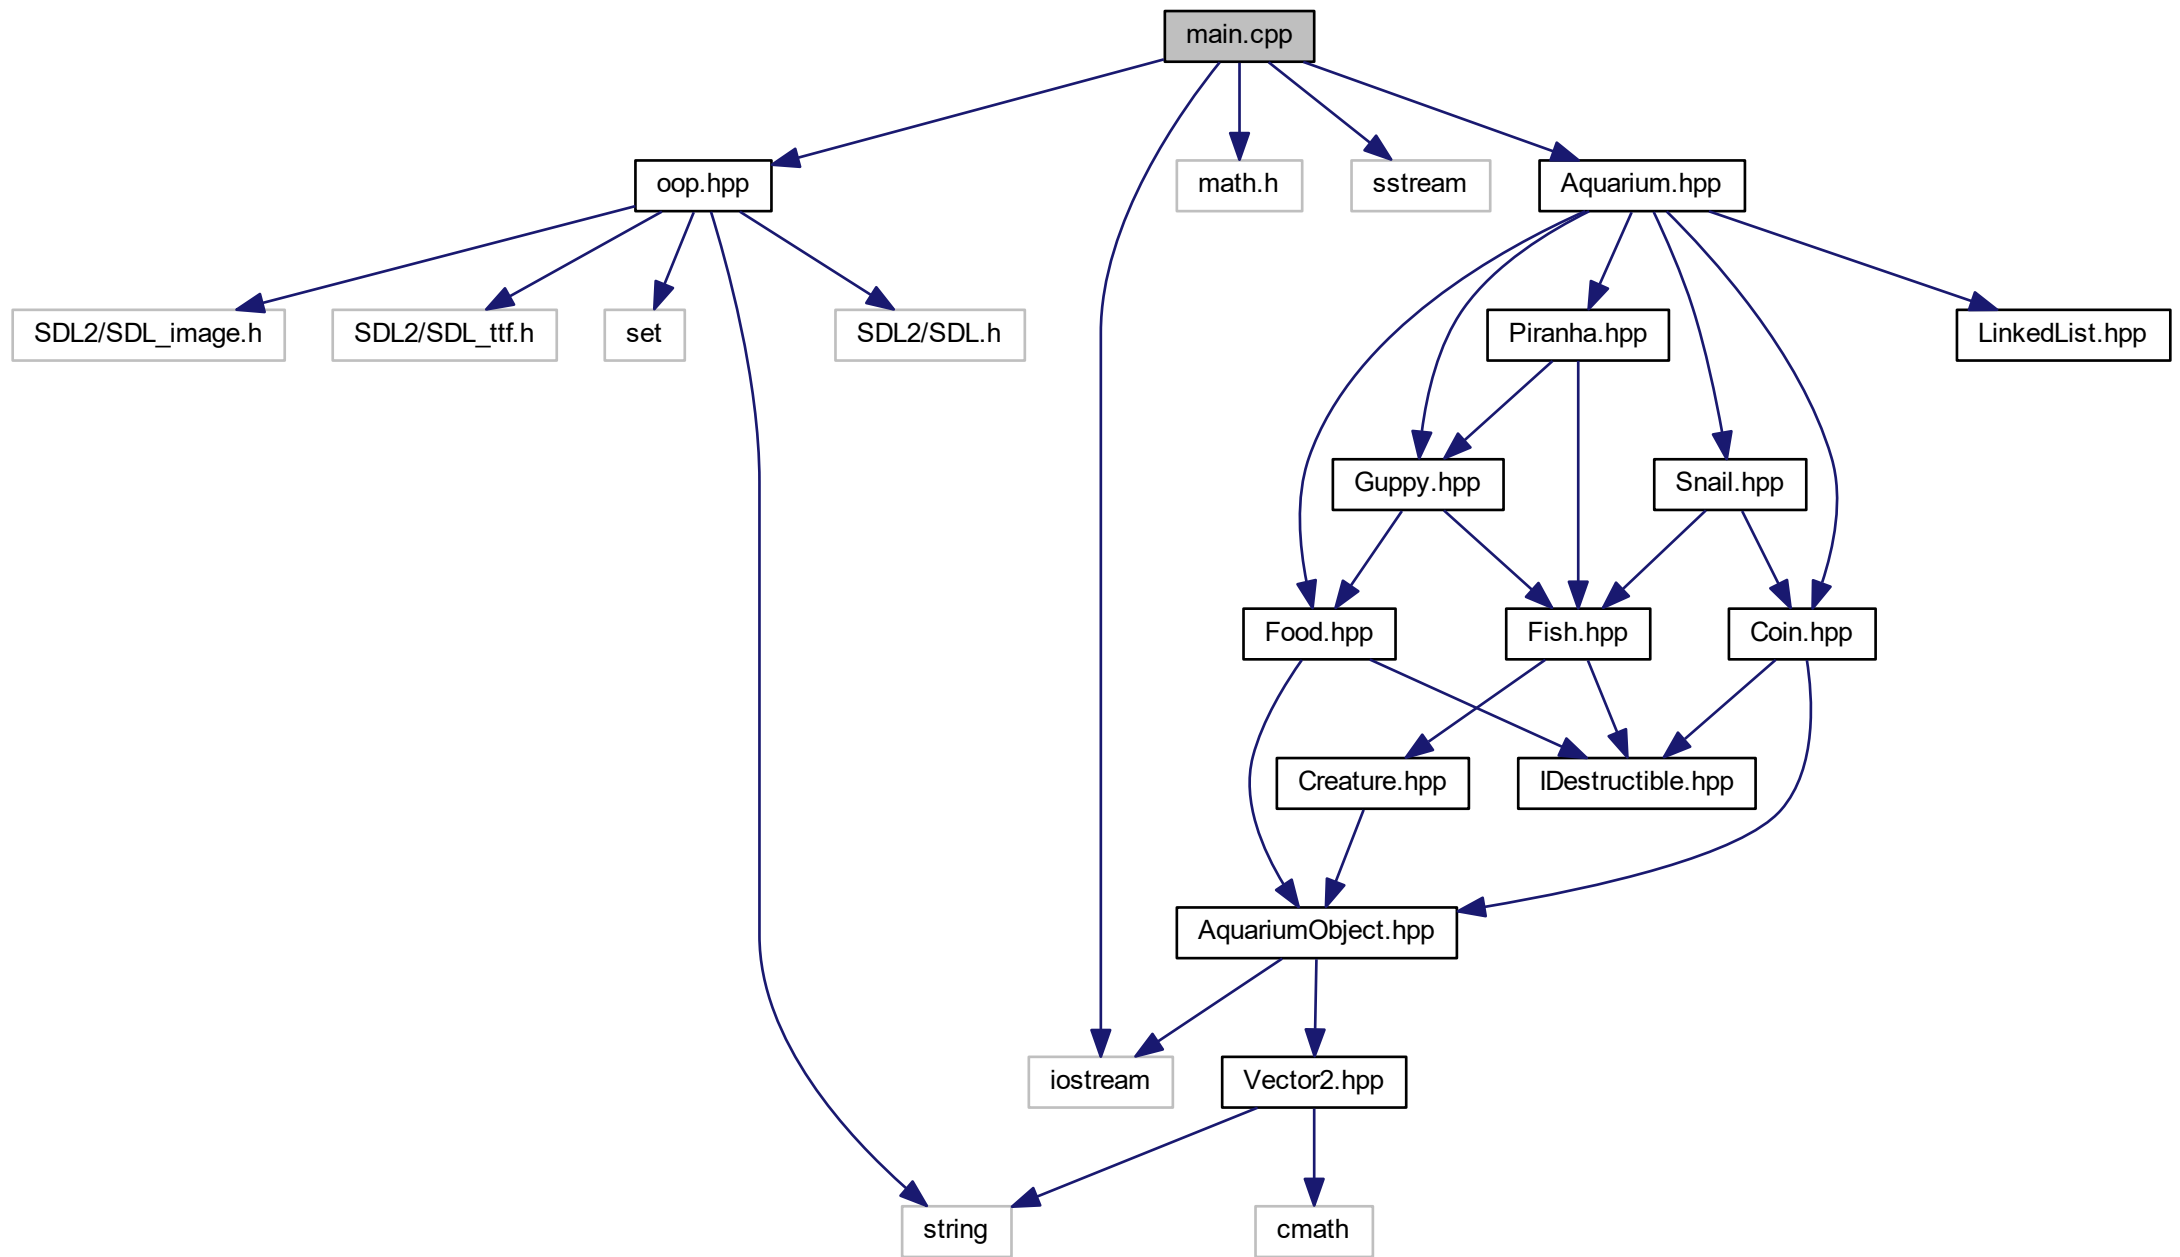 main.cpp
oop.hpp
math.h
sstream
Aquarium.hpp
SDL2/SDL_image.h
SDL2/SDL_ttf.h
set
SDL2/SDL.h
Piranha.hpp
LinkedList.hpp
Guppy.hpp
Snail.hpp
Food.hpp
Fish.hpp
Coin.hpp
Creature.hpp
IDestructible.hpp
AquariumObject.hpp
iostream
Vector2.hpp
string
cmath